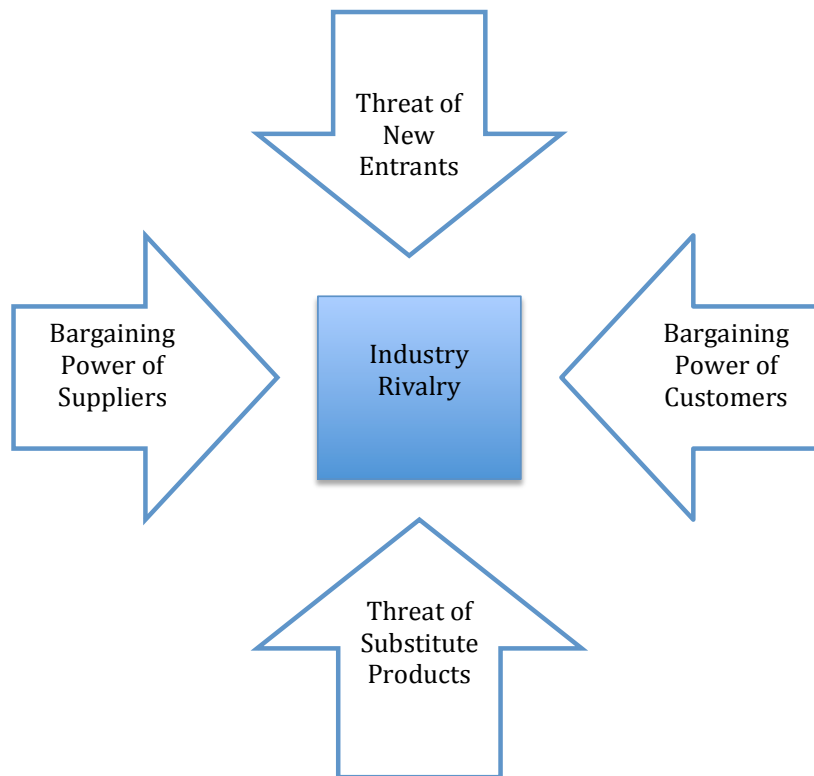 Threat of
New
Entrants
Bargaining
Power of
Suppliers
Industry
Rivalry
Bargaining
Power of
Customers
Threat of
Substitute
Products